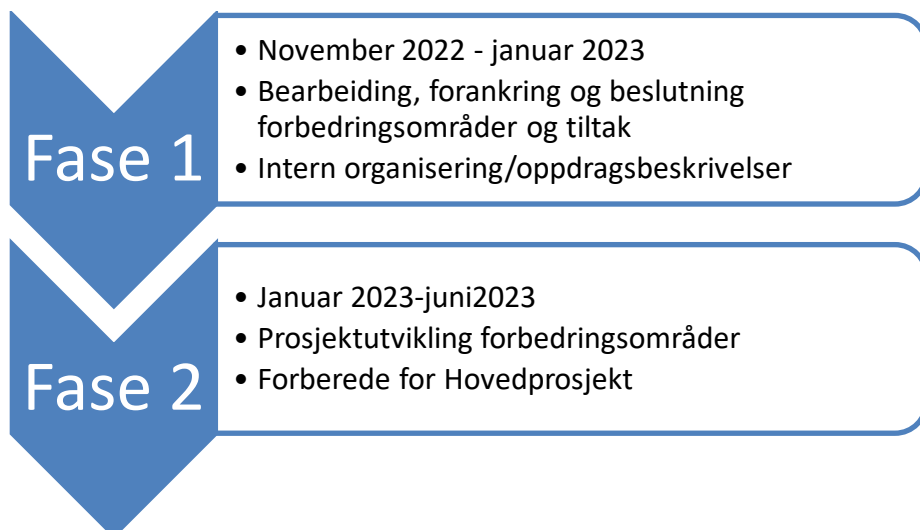 Fase 1
• November 2022 - januar 2023
• Bearbeiding, forankring og beslutning
forbedringsområder og tiltak
• Intern organisering/oppdragsbeskrivelser
Fase 2
• Januar 2023-juni2023
• Prosjektutvikling forbedringsområder
• Forberede for Hovedprosjekt